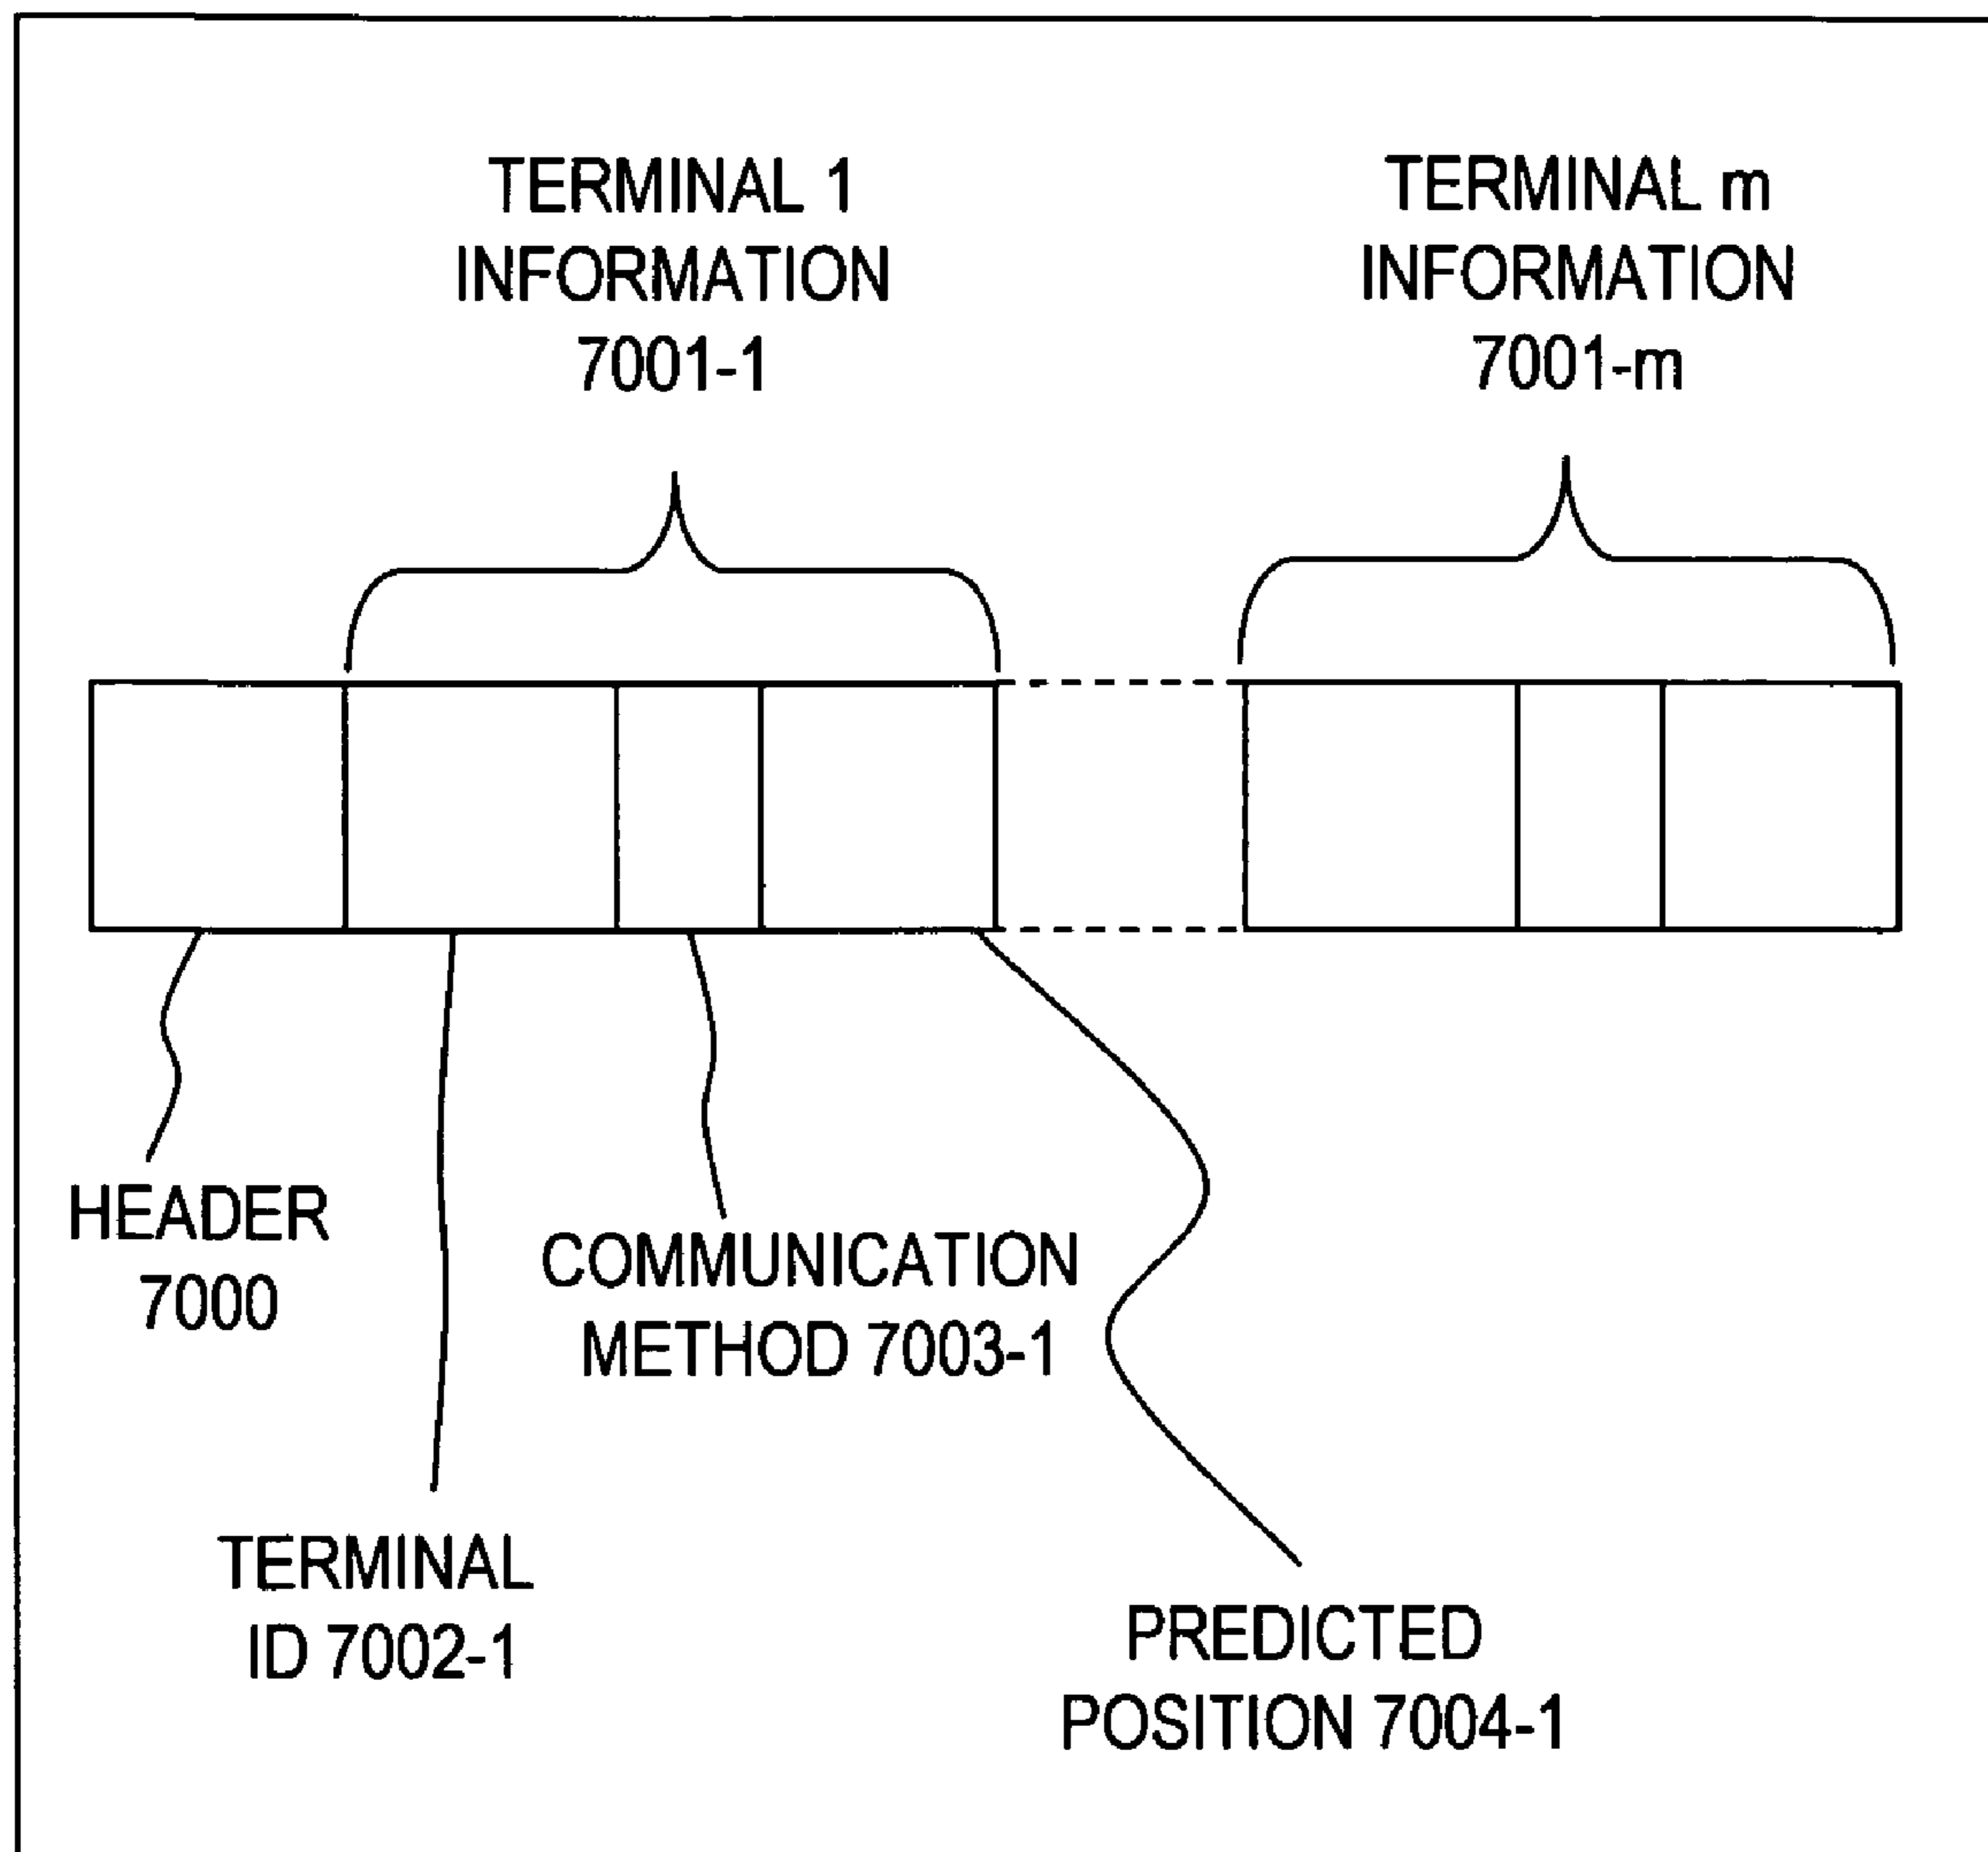 TERMINAL 1
INFORMATION
7001-1
TERMINAL m
INFORMATION
7001-m
HEADER
7000
COMMUNICATION
METHOD 7003-1
TERMINAL
ID 7002-1
PREDICTED
POSITION 7004-1